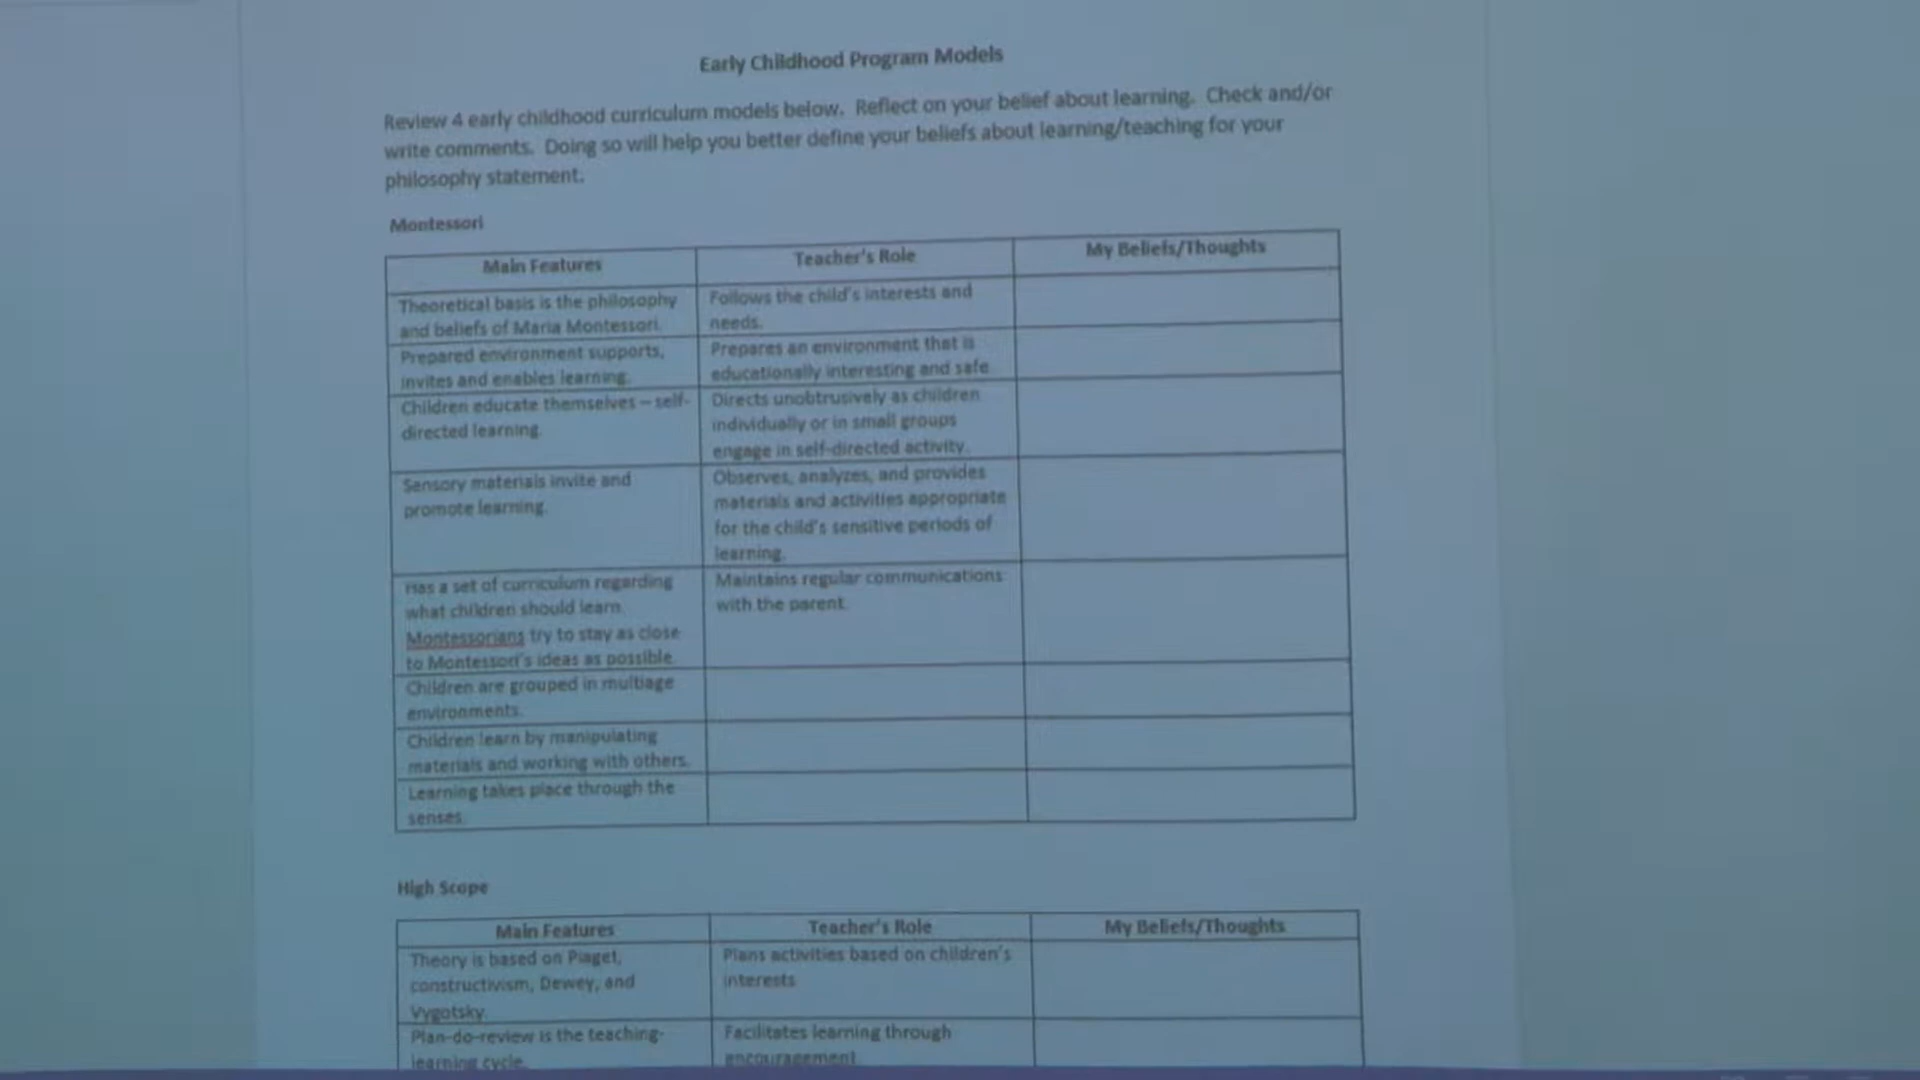 Early Childhood Program Models
Review 4 early childhood curriculum models below. Reflect on your belief about learning. Check and/or
write comments. Doing so will help you better define your beliefs about learning/teaching for your
philosophy statement.
Montessori
Main Features
Teacher's Role
My Beliefs/Thoughts
Theoretical basis is the philosophy
and beliefs of Maria Montessori.
Follows the child's interests and
needs.
Prepared environment supports,
invites and enables learning.
Prepares an environment that is
educationally interesting and safe.
Children educate themselves – self-
directed learning.
Directs unobtrusively as children
individually or in small groups
engage in self-directed activity.
Sensory materials invite and
promote learning.
Observes, analyzes, and provides
materials and activities appropriate
for the child's sensitive periods of
learning.
Has a set of curriculum regarding
what children should learn.
Montessorians try to stay as close
to Montessori's ideas as possible.
Maintains regular communications
with the parent.
Children are grouped in multiage
environments.
Children learn by manipulating
materials and working with others.
Learning takes place through the
senses.
High Scope
Main Features
Teacher's Role
My Beliefs/Thoughts
Theory is based on Piaget,
constructivism, Dewey, and
Vygotsky.
Plans activities based on children's
interests
Plan-do-review is the teaching-
learning cycle.
Facilitates learning through
encouragement.